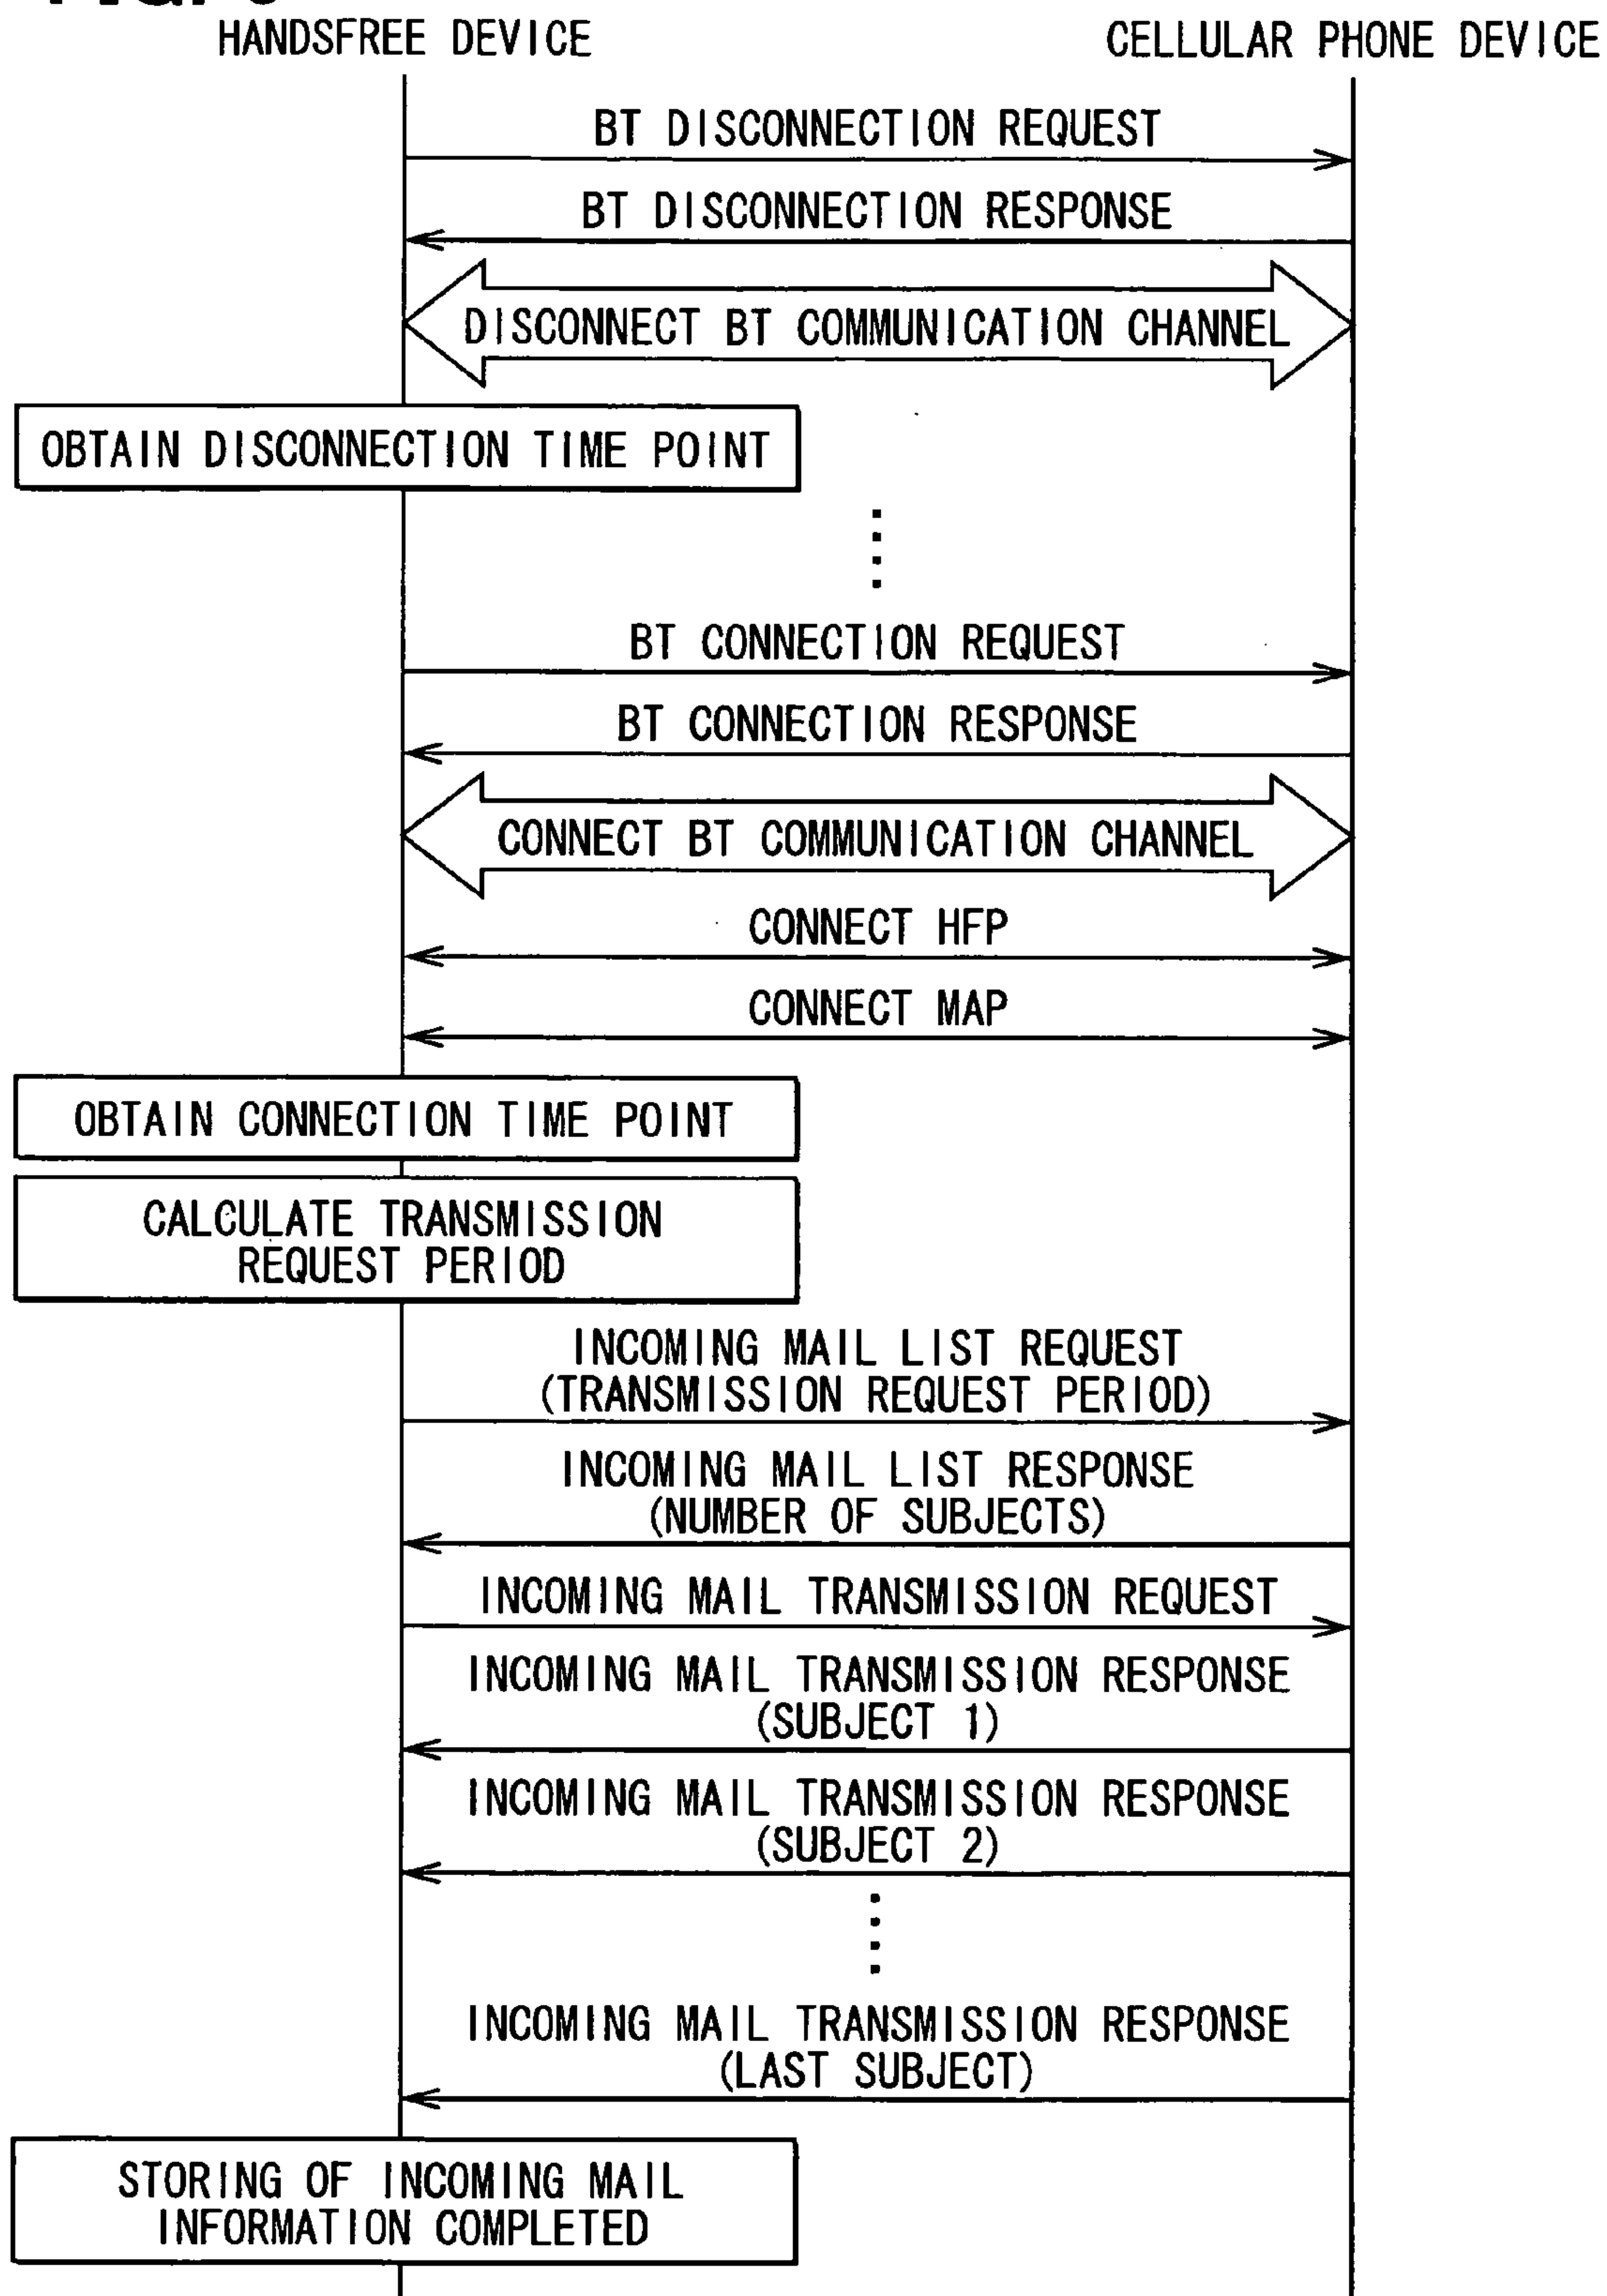 HANDSFREE DEVICE
CELLULAR PHONE DEVICE
BT DISCONNECTION REQUEST
BT DISCONNECTION RESPONSE
DISCONNECT BT COMMUNICATION CHANNEL
OBTAIN DISCONNECTION TIME POINT
BT CONNECTION REQUEST
BT CONNECTION RESPONSE
CONNECT BT COMMUNICATION CHANNEL
CONNECT HFP
CONNECT MAP
OBTAIN CONNECTION TIME POINT
CALCULATE TRANSMISSION
REQUEST PERIOD
INCOMING MAIL LIST REQUEST
(TRANSMISSION REQUEST PERIOD)
INCOMING MAIL LIST RESPONSE
(NUMBER OF SUBJECTS)
INCOMING MAIL TRANSMISSION REQUEST
INCOMING MAIL TRANSMISSION RESPONSE
(SUBJECT 1)
INCOMING MAIL TRANSMISSION RESPONSE
(SUBJECT 2)
INCOMING MAIL TRANSMISSION RESPONSE
(LAST SUBJECT)
STORING OF INCOMING MAIL
INFORMATION COMPLETED